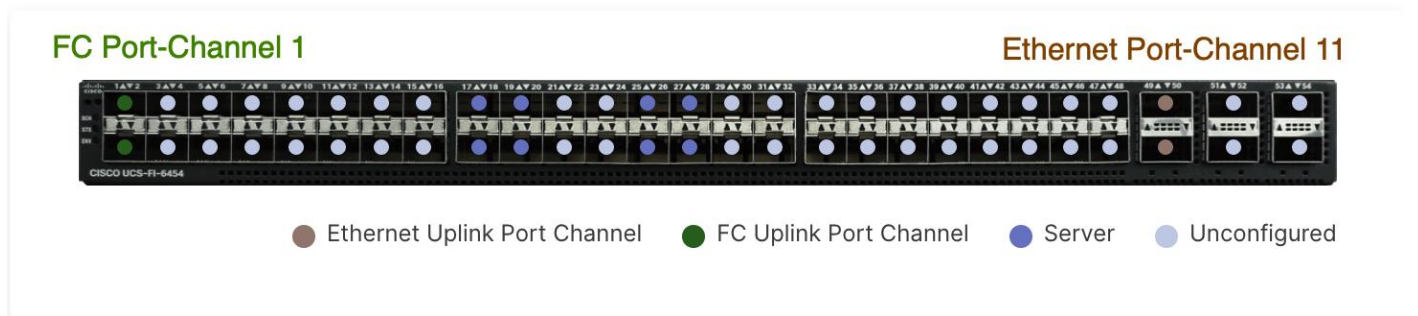 FC Port-Channel 1
Ethernet Port-Channel 11
1▲▼2 3▲▼4 5▲▼6 7▲▼8 9▲▼10 11▲▼12 13▲▼14 15▲▼16 17▲▼18 19▲▼20 21▲▼22 23▲▼24 25▲▼26 27▲▼28 29▲▼30 31▲▼32 33▲▼34 35▲▼36 37▲▼38 39▲▼40 41▲▼42 43▲▼44 45▲▼46 47▲▼48 49▲▼50 51▲▼52 53▲▼54
CISCO
CISCO UCS-FI-6454
Ethernet Uplink Port Channel FC Uplink Port Channel Server Unconfigured